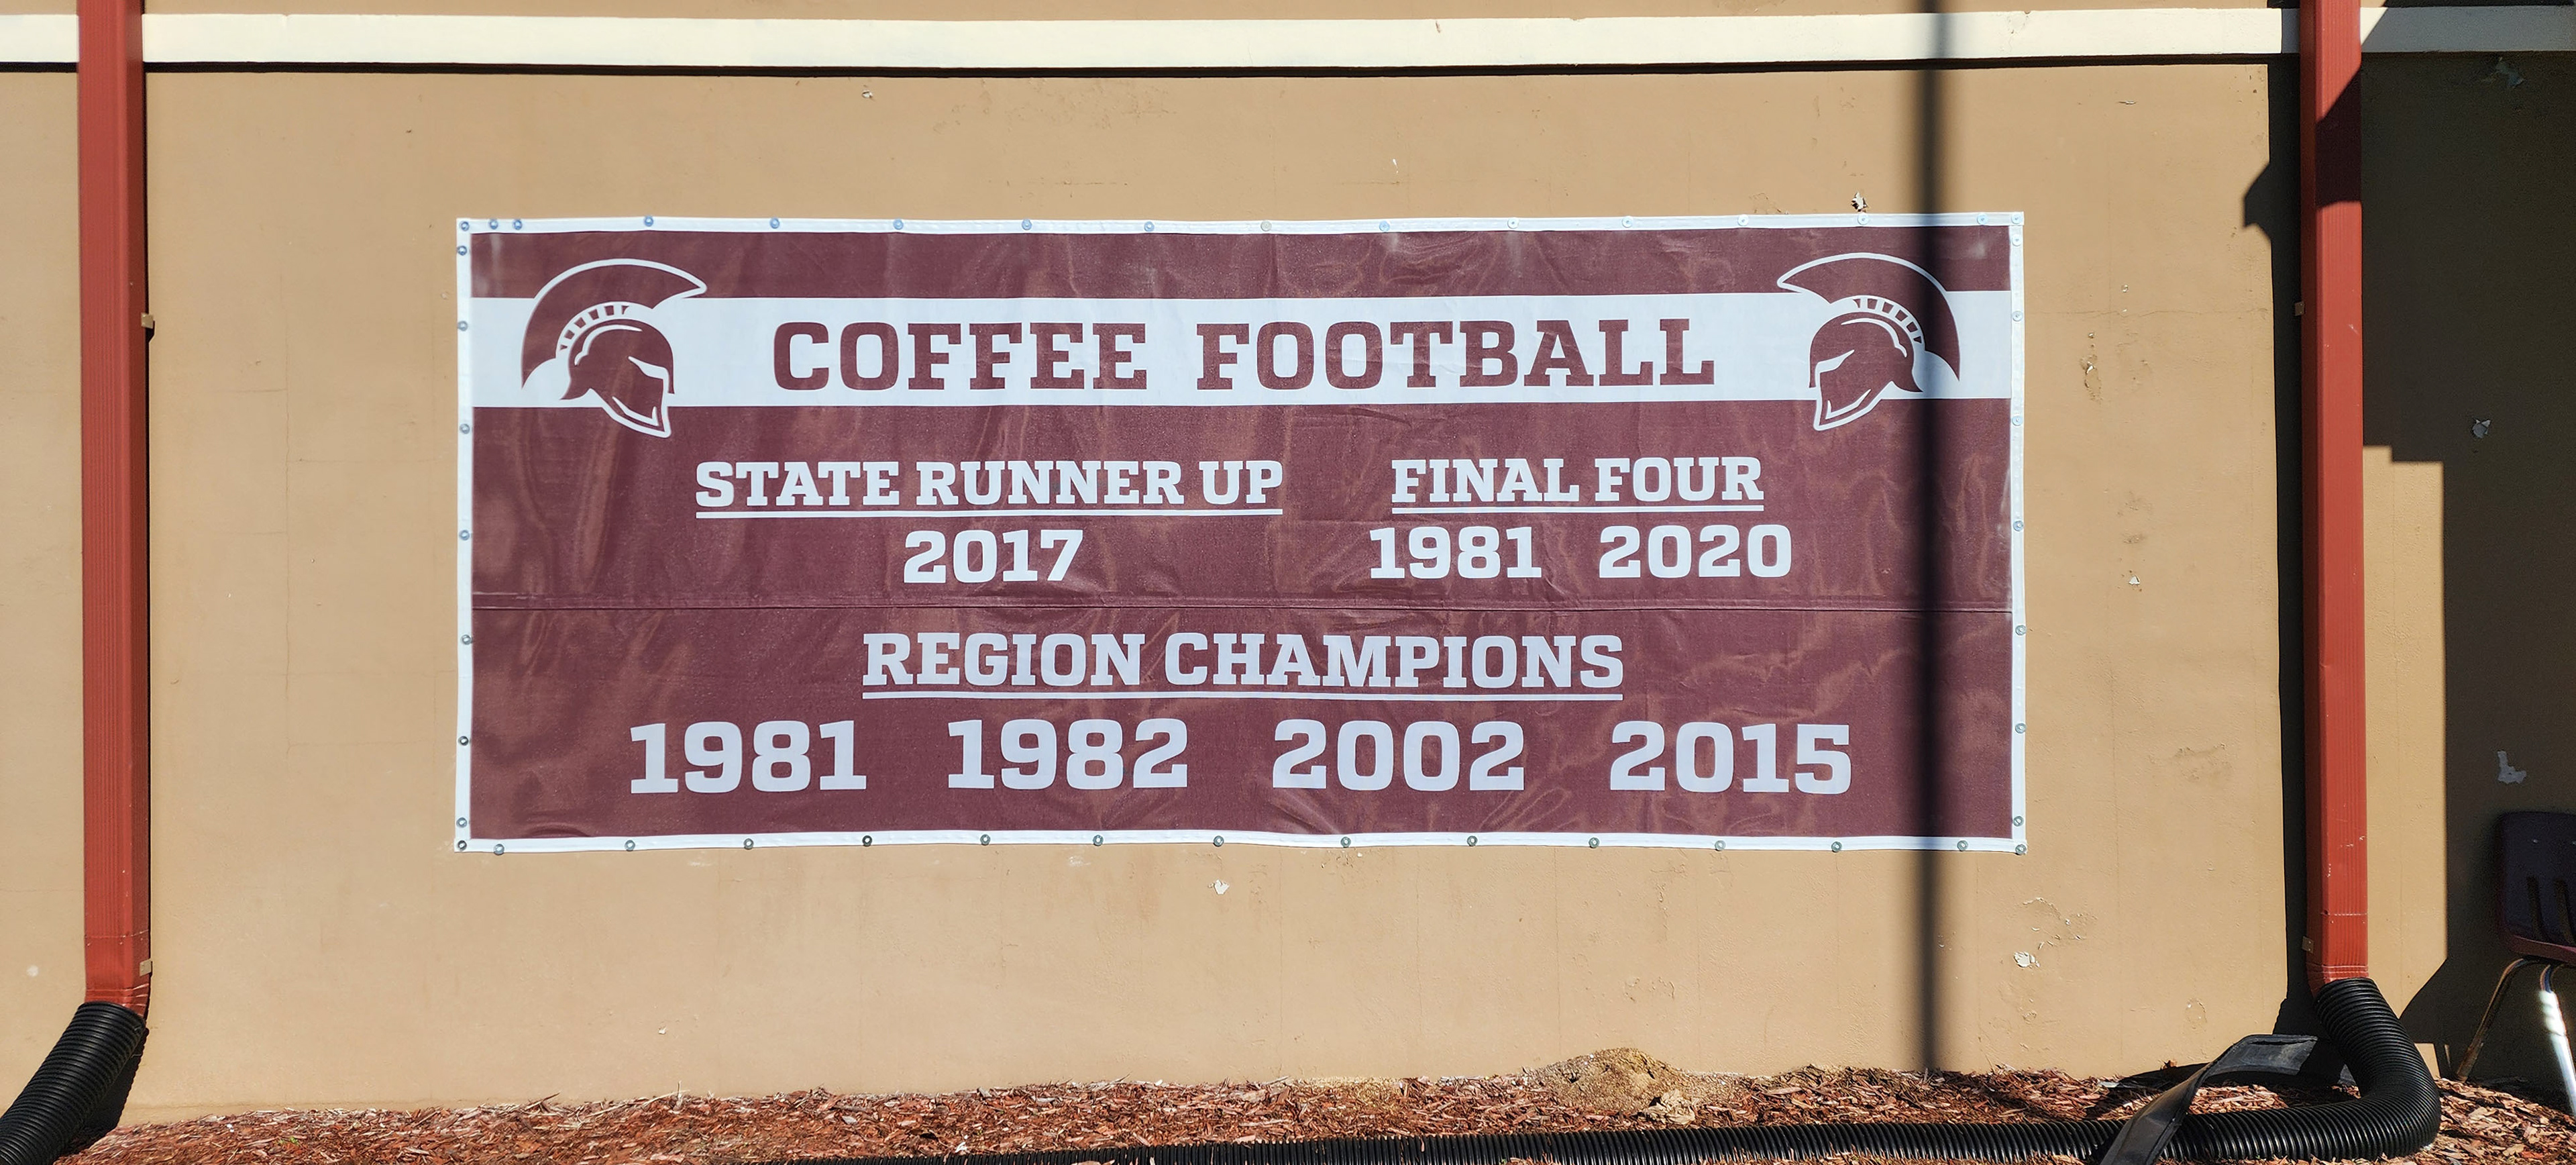 COFFEE FOOTBALL
STATE RUNNER UP
2017
FINAL FOUR
1981 2020
REGION CHAMPIONS
1981 1982 2002 2015